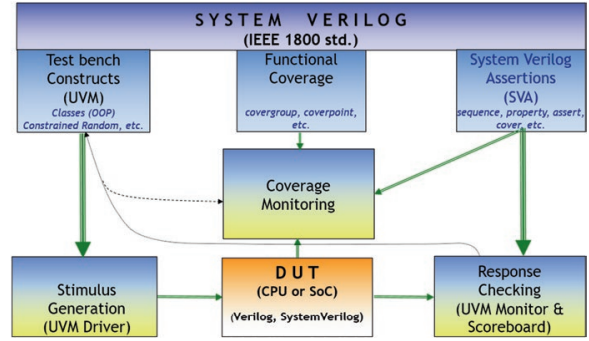 SYSTEM VERILOG
(IEEE 1800 std.)
Test bench
Constructs
(UVM)
Classes (OOP)
Constrained Random, etc.
Functional
Coverage
covergroup, coverpoint,
etc.
System Verilog
Assertions
(SVA)
sequence, property, assert,
cover, etc.
Coverage
Monitoring
Stimulus
Generation
(UVM Driver)
DUT
(CPU or SoC)
(Verilog, SystemVerilog)
Response
Checking
(UVM Monitor &
Scoreboard)